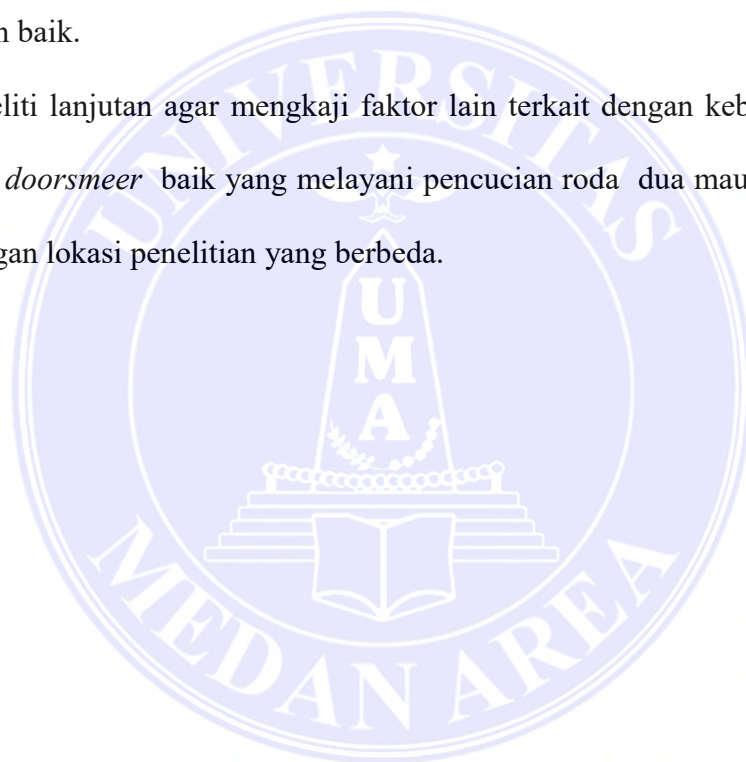 n baik.
eliti lanjutan agar mengkaji faktor lain terkait dengan keb
doorsmeer baik yang melayani pencucian roda dua mau
gan lokasi penelitian yang berbeda.
UNIVERSITAS
U
M
A
MEDAN AREA